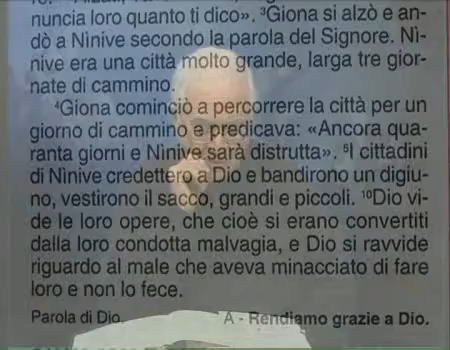 nuncia loro quanto ti dico». ³Giona si alzò e an-
dò a Nìnive secondo la parola del Signore. Nì-
nive era una città molto grande, larga tre gior-
nate di cammino.
⁴Giona cominciò a percorrere la città per un
giorno di cammino e predicava: «Ancora qua-
ranta giorni e Nìnive sarà distrutta». ⁵I cittadini
di Nìnive credettero a Dio e bandirono un digiu-
no, vestirono il sacco, grandi e piccoli. ¹⁰Dio vi-
de le loro opere, che cioè si erano convertiti
dalla loro condotta malvagia, e Dio si ravvide
riguardo al male che aveva minacciato di fare
loro e non lo fece.
Parola di Dio. A - Rendiamo grazie a Dio.